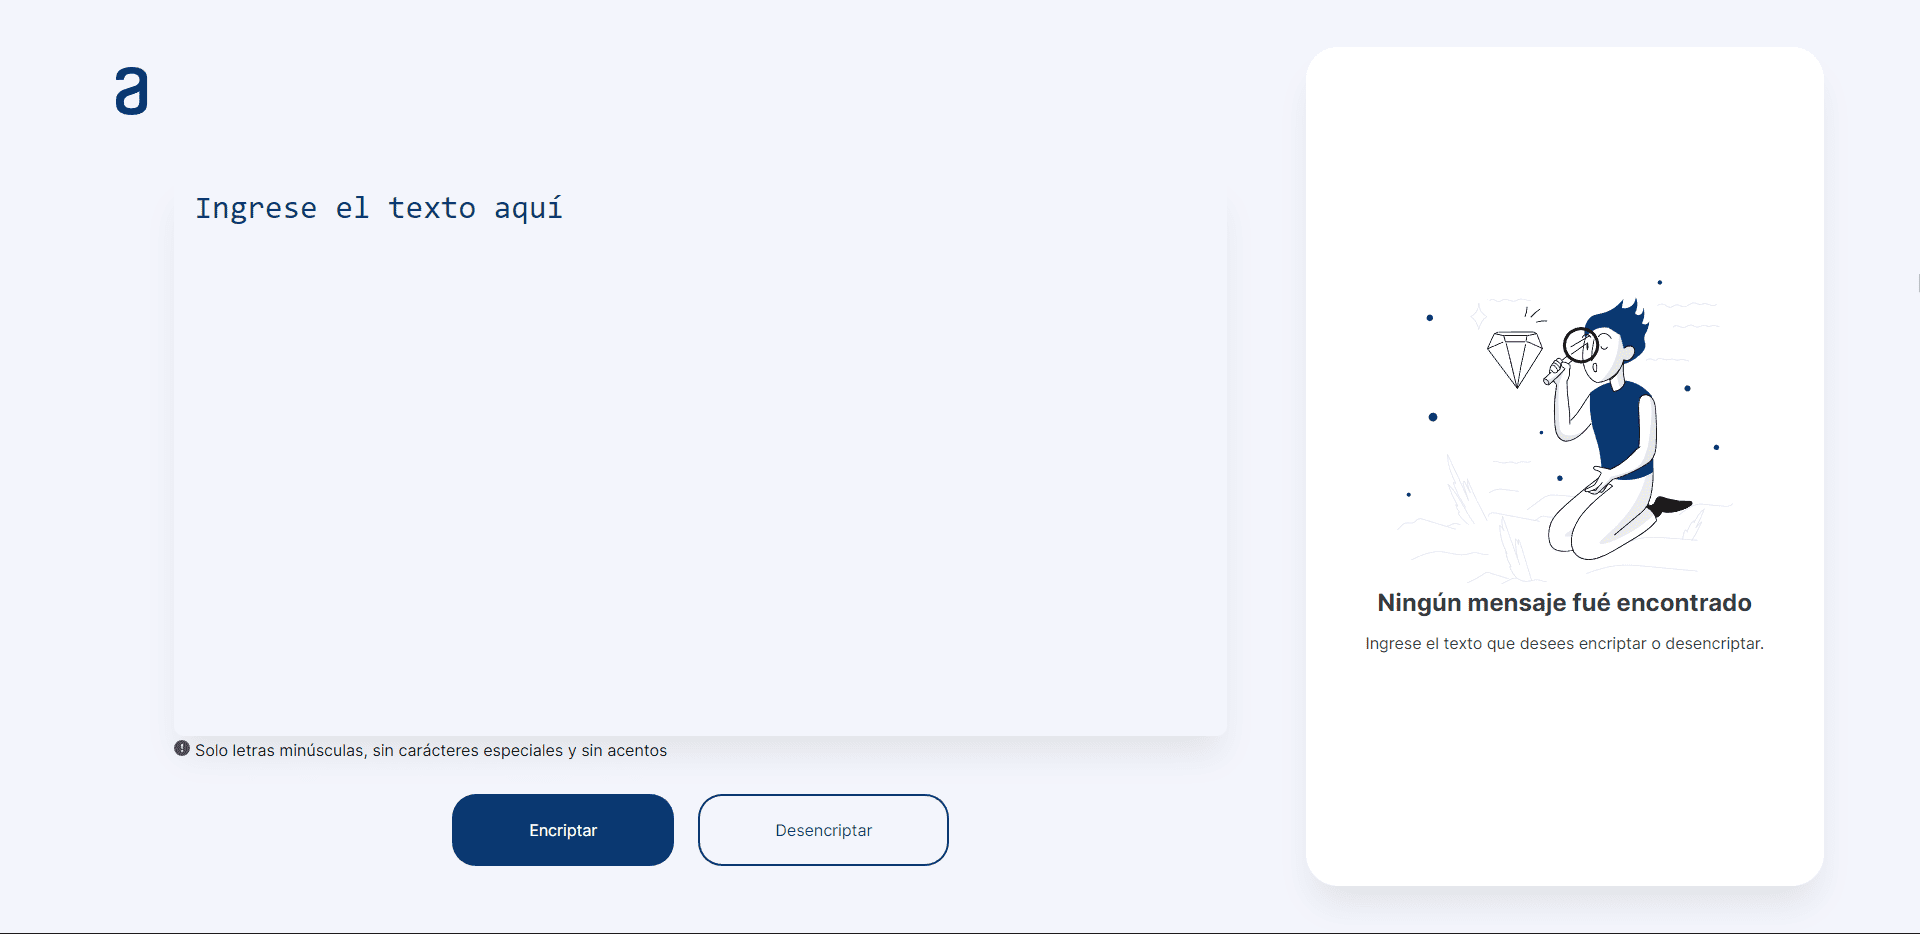 a
Ingrese el texto aquí
Solo letras minúsculas, sin carácteres especiales y sin acentos
Encriptar
Desencriptar
Ningún mensaje fué encontrado
Ingrese el texto que desees encriptar o desencriptar.